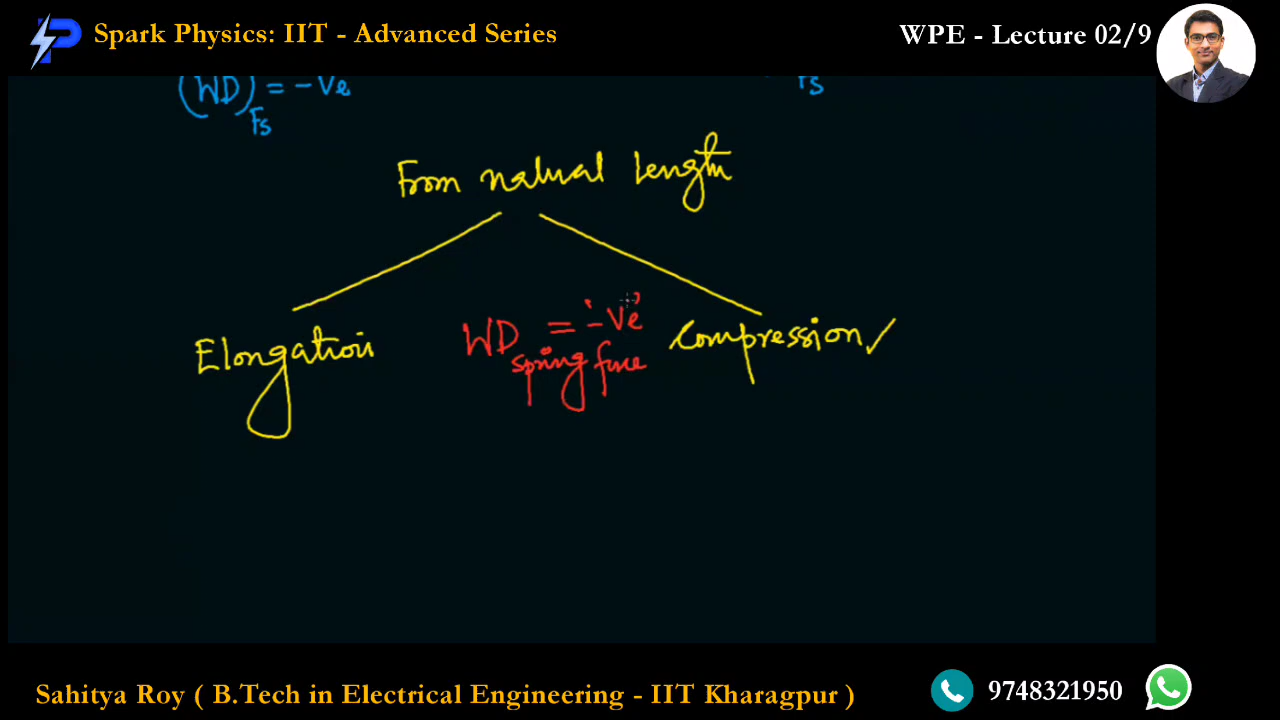 Spark Physics: IIT - Advanced Series
WPE - Lecture 02/9
(WD)Fs = -ve
Fs
From natural length
Elongation
WD spring force = '-ve'
Compression ✓
Sahitya Roy ( B.Tech in Electrical Engineering - IIT Kharagpur )
9748321950